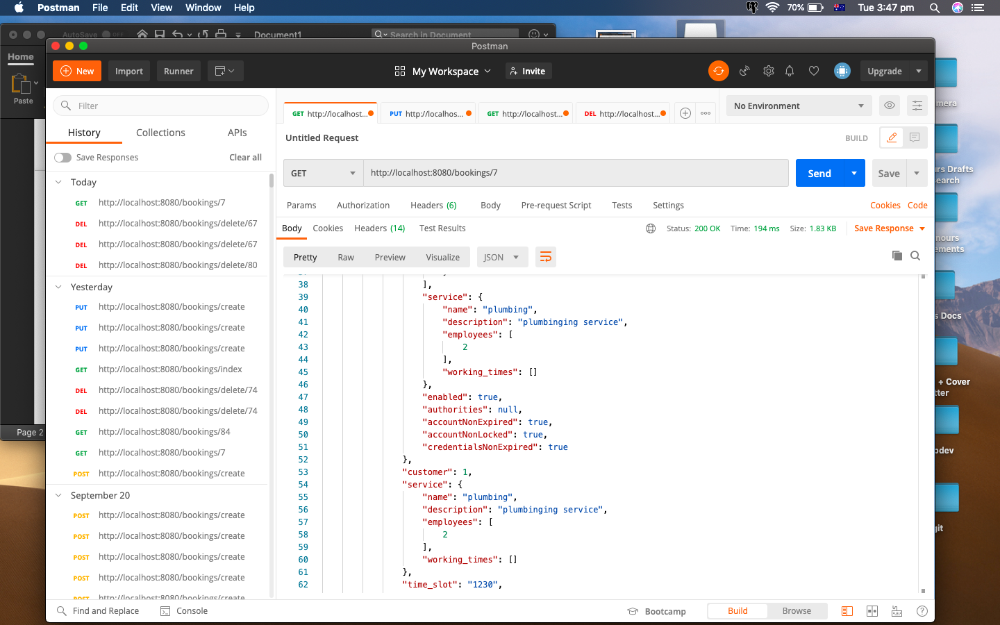 Postman File Edit View Window Help 70% Tue 3:47 pm
AutoSave OFF Document1 Search in Document
Postman
Home
Paste
Page 2
New Import Runner My Workspace Invite Upgrade
Filter
History Collections APIs
Save Responses Clear all
Today
GET http://localhost:8080/bookings/7
DEL http://localhost:8080/bookings/delete/67
DEL http://localhost:8080/bookings/delete/67
DEL http://localhost:8080/bookings/delete/80
Yesterday
PUT http://localhost:8080/bookings/create
PUT http://localhost:8080/bookings/create
PUT http://localhost:8080/bookings/create
GET http://localhost:8080/bookings/index
DEL http://localhost:8080/bookings/delete/74
DEL http://localhost:8080/bookings/delete/74
GET http://localhost:8080/bookings/84
GET http://localhost:8080/bookings/7
POST http://localhost:8080/bookings/create
September 20
POST http://localhost:8080/bookings/create
POST http://localhost:8080/bookings/create
POST http://localhost:8080/bookings/create
POST http://localhost:8080/bookings/create
POST http://localhost:8080/bookings/create
GET http://localhost... PUT http://localhos... GET http://localhost:... DEL http://localhost:...
No Environment
Untitled Request BUILD
GET http://localhost:8080/bookings/7 Send Save
Params Authorization Headers (6) Body Pre-request Script Tests Settings Cookies Code
Body Cookies Headers (14) Test Results Status: 200 OK Time: 194 ms Size: 1.83 KB Save Response
Pretty Raw Preview Visualize JSON
38 ],
39 "service": {
40 "name": "plumbing",
41 "description": "plumbinging service",
42 "employees": [
43 2
44 ],
45 "working_times": []
46 },
47 "enabled": true,
48 "authorities": null,
49 "accountNonExpired": true,
50 "accountNonLocked": true,
51 "credentialsNonExpired": true
52 },
53 "customer": 1,
54 "service": {
55 "name": "plumbing",
56 "description": "plumbinging service",
57 "employees": [
58 2
59 ],
60 "working_times": []
61 },
62 "time_slot": "1230",
Find and Replace Console Bootcamp Build Browse
mera
urs Drafts
earch
nours
ements
s Docs
+ Cover
tter
bdev
git